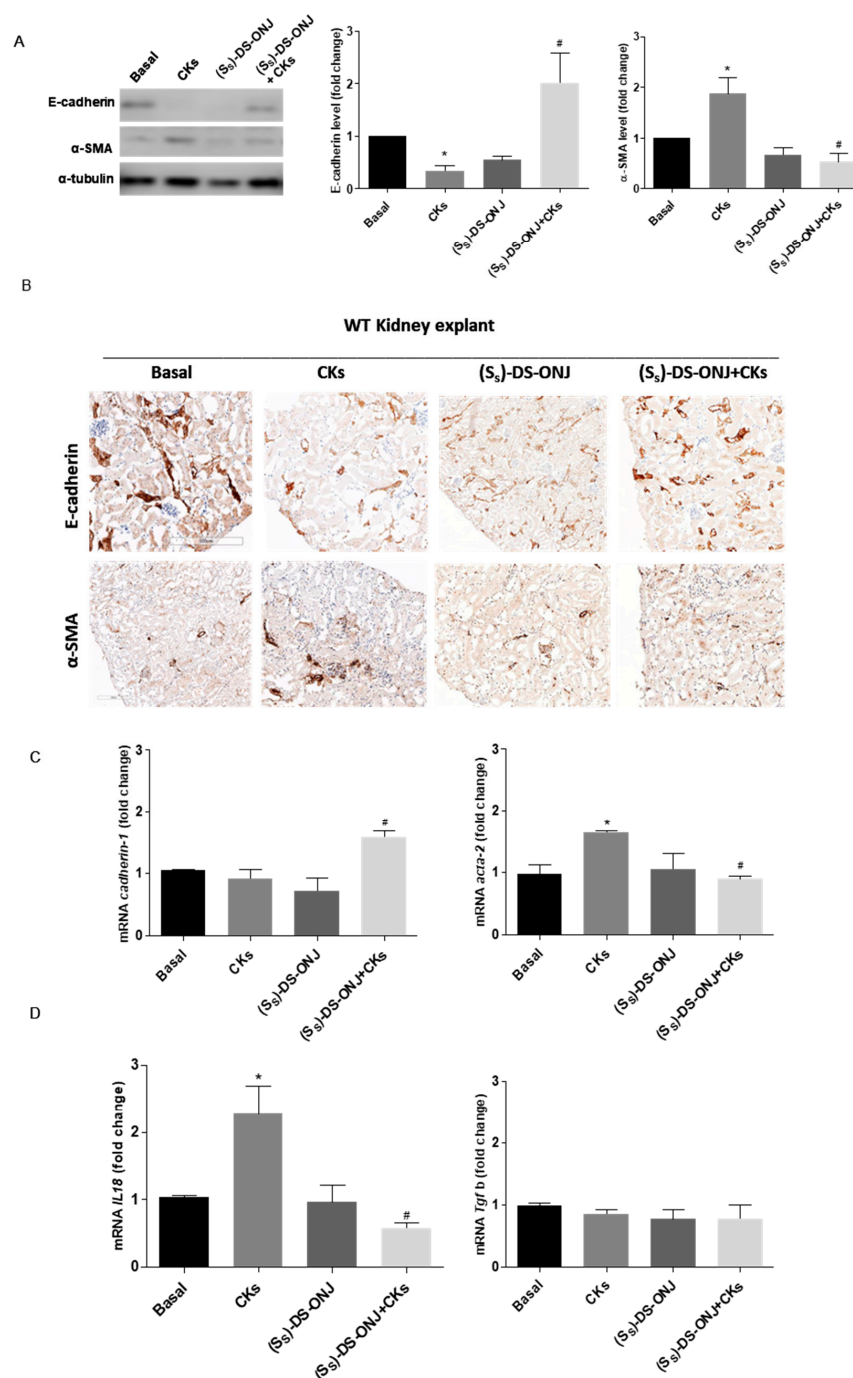 A
Basal
CKs
(Ss)-DS-ONJ
(Ss)-DS-ONJ
+ CKs
E-cadherin
α-SMA
α-tubulin
E-cadherin level (fold change)
3
2
1
0
*
#
Basal
CKs
(Ss)-DS-ONJ
(Ss)-DS-ONJ+CKs
α-SMA level (fold change)
3
2
1
0
*
#
Basal
CKs
(Ss)-DS-ONJ
(Ss)-DS-ONJ+CKs
B
WT Kidney explant
Basal
CKs
(Ss)-DS-ONJ
(Ss)-DS-ONJ+CKs
E-cadherin
α-SMA
C
mRNA cadherin-1 (fold change)
3
2
1
0
#
Basal
CKs
(Ss)-DS-ONJ
(Ss)-DS-ONJ+CKs
mRNA acta-2 (fold change)
3
2
1
0
*
#
Basal
CKs
(Ss)-DS-ONJ
(Ss)-DS-ONJ+CKs
D
mRNA IL18 (fold change)
3
2
1
0
*
#
Basal
CKs
(Ss)-DS-ONJ
(Ss)-DS-ONJ+CKs
mRNA Tgf b (fold change)
3
2
1
0
Basal
CKs
(Ss)-DS-ONJ
(Ss)-DS-ONJ+CKs